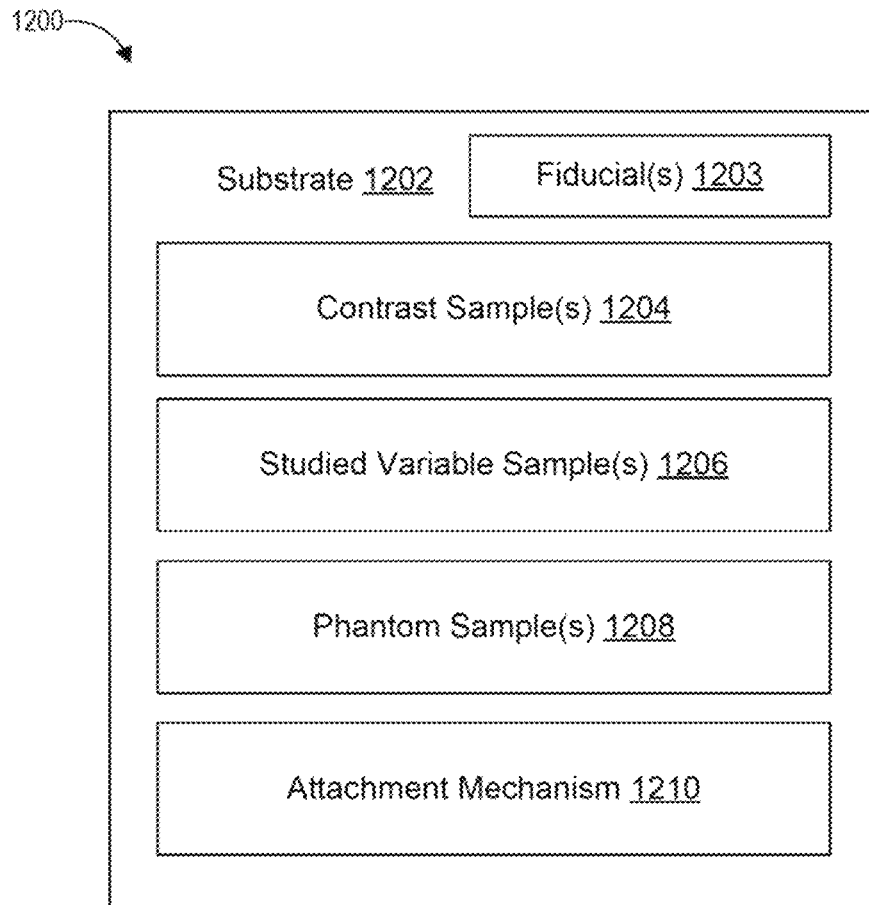 1200
Substrate 1202
Fiducial(s) 1203
Contrast Sample(s) 1204
Studied Variable Sample(s) 1206
Phantom Sample(s) 1208
Attachment Mechanism 1210